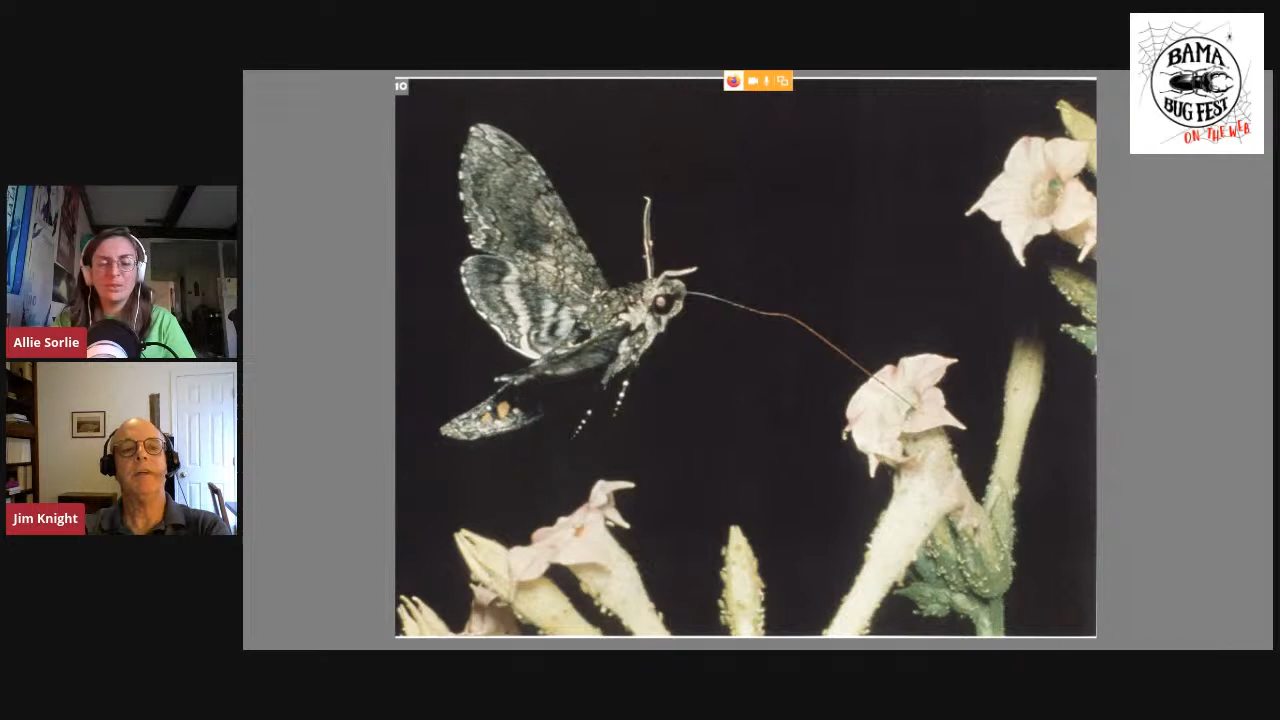 10
BAMA
BUG FEST
ON THE WEB
Allie Sorlie
Jim Knight